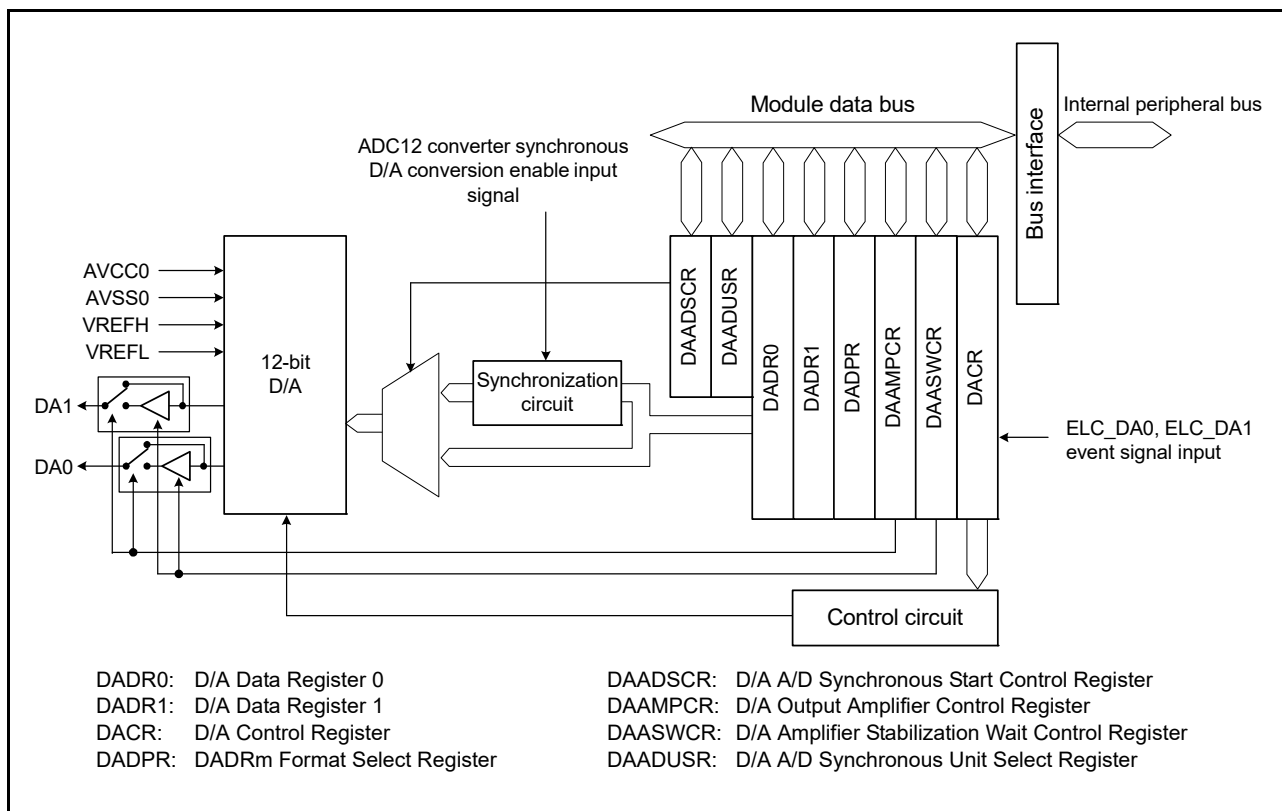 Module data bus
Internal peripheral bus
Bus interface
ADC12 converter synchronous
D/A conversion enable input
signal
AVCC0
AVSS0
VREFH
VREFL
12-bit
D/A
DA1
DA0
Synchronization
circuit
DAADSCR
DAADUSR
DADR0
DADR1
DADPR
DAAMPCR
DAASWCR
DACR
ELC_DA0, ELC_DA1
event signal input
Control circuit
DADR0: D/A Data Register 0
DADR1: D/A Data Register 1
DACR: D/A Control Register
DADPR: DADRm Format Select Register
DAADSCR: D/A A/D Synchronous Start Control Register
DAAMPCR: D/A Output Amplifier Control Register
DAASWCR: D/A Amplifier Stabilization Wait Control Register
DAADUSR: D/A A/D Synchronous Unit Select Register